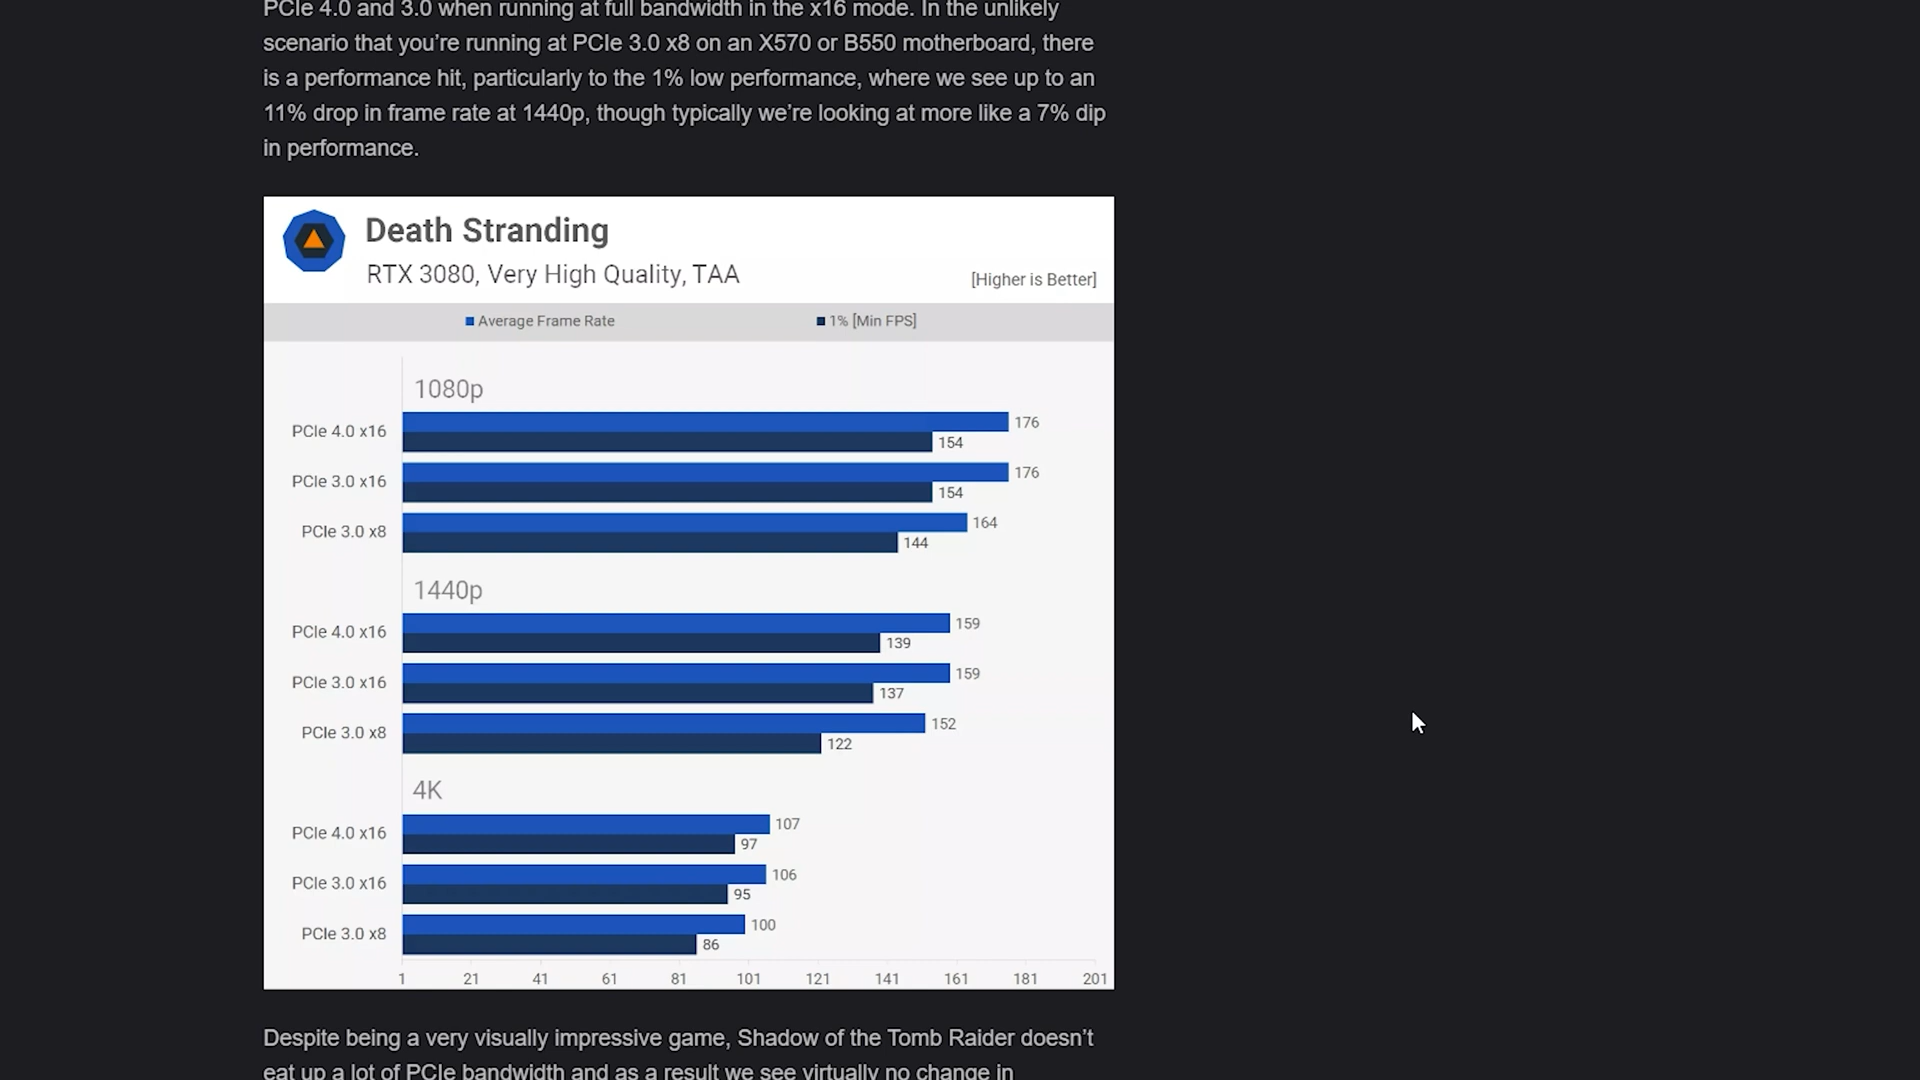 PCIe 4.0 and 3.0 when running at full bandwidth in the x16 mode. In the unlikely
scenario that you’re running at PCIe 3.0 x8 on an X570 or B550 motherboard, there
is a performance hit, particularly to the 1% low performance, where we see up to an
11% drop in frame rate at 1440p, though typically we’re looking at more like a 7% dip
in performance.
Death Stranding
RTX 3080, Very High Quality, TAA
[Higher is Better]
Average Frame Rate
1% [Min FPS]
1080p
PCIe 4.0 x16
176
154
PCIe 3.0 x16
176
154
PCIe 3.0 x8
164
144
1440p
PCIe 4.0 x16
159
139
PCIe 3.0 x16
159
137
PCIe 3.0 x8
152
122
4K
PCIe 4.0 x16
107
97
PCIe 3.0 x16
106
95
PCIe 3.0 x8
100
86
1 21 41 61 81 101 121 141 161 181 201
Despite being a very visually impressive game, Shadow of the Tomb Raider doesn’t
eat up a lot of PCIe bandwidth and as a result we see virtually no change in